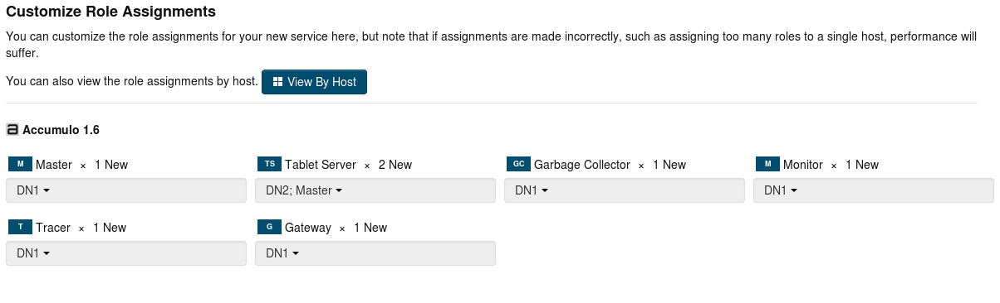 Customize Role Assignments
You can customize the role assignments for your new service here, but note that if assignments are made incorrectly, such as assigning too many roles to a single host, performance will
suffer.
You can also view the role assignments by host. View By Host
a Accumulo 1.6
M Master × 1 New TS Tablet Server × 2 New GC Garbage Collector × 1 New M Monitor × 1 New
DN1 DN2; Master DN1 DN1
T Tracer × 1 New G Gateway × 1 New
DN1 DN1